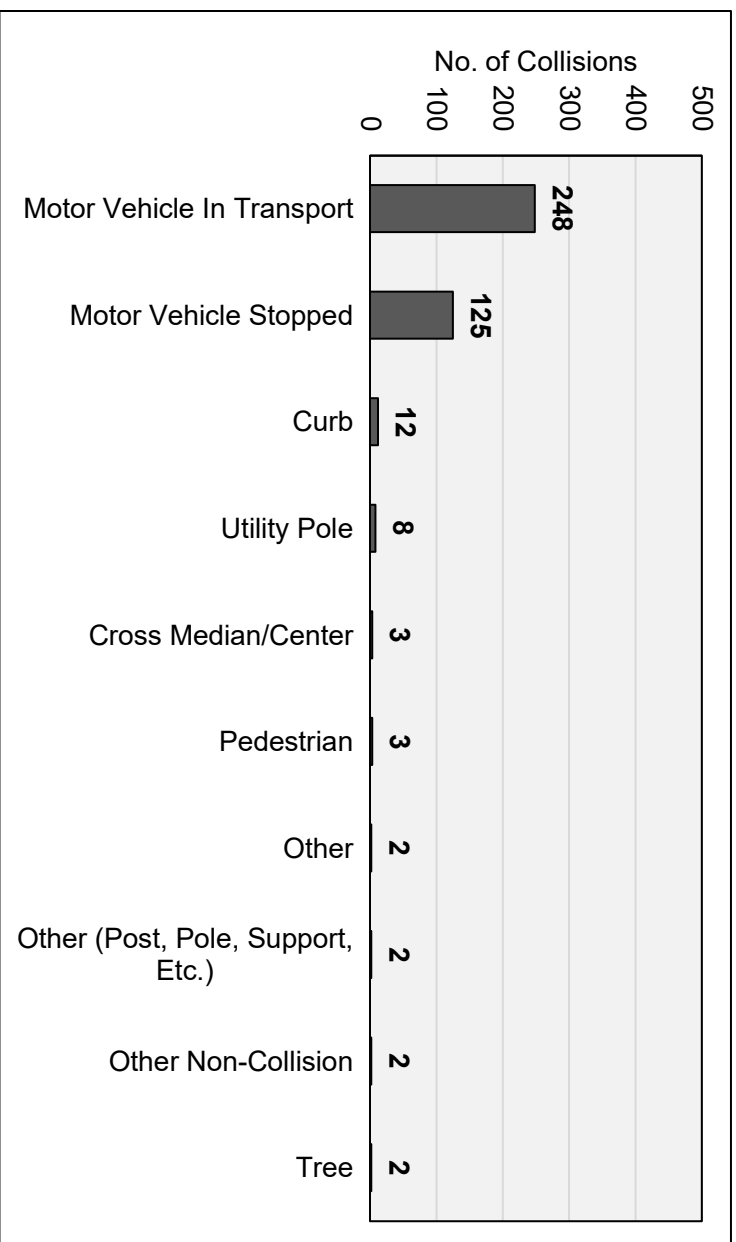 No. of Collisions
0
100
200
300
400
500
Motor Vehicle In Transport
248
Motor Vehicle Stopped
125
Curb
12
Utility Pole
8
Cross Median/Center
3
Pedestrian
3
Other
2
Other (Post, Pole, Support,
Etc.)
2
Other Non-Collision
2
Tree
2